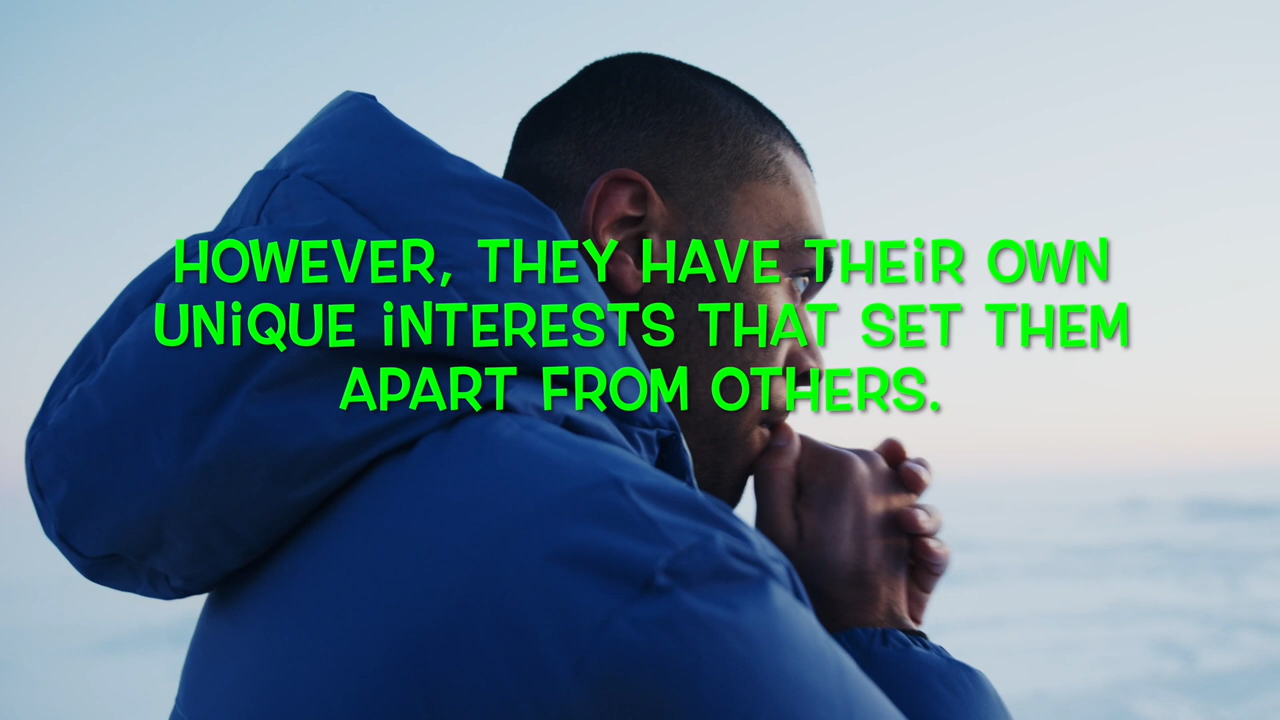 HOWEVER, THEY HAVE THEiR OWN
UNiQUE iNTERESTS THAT SET THEM
APART FROM OTHERS.